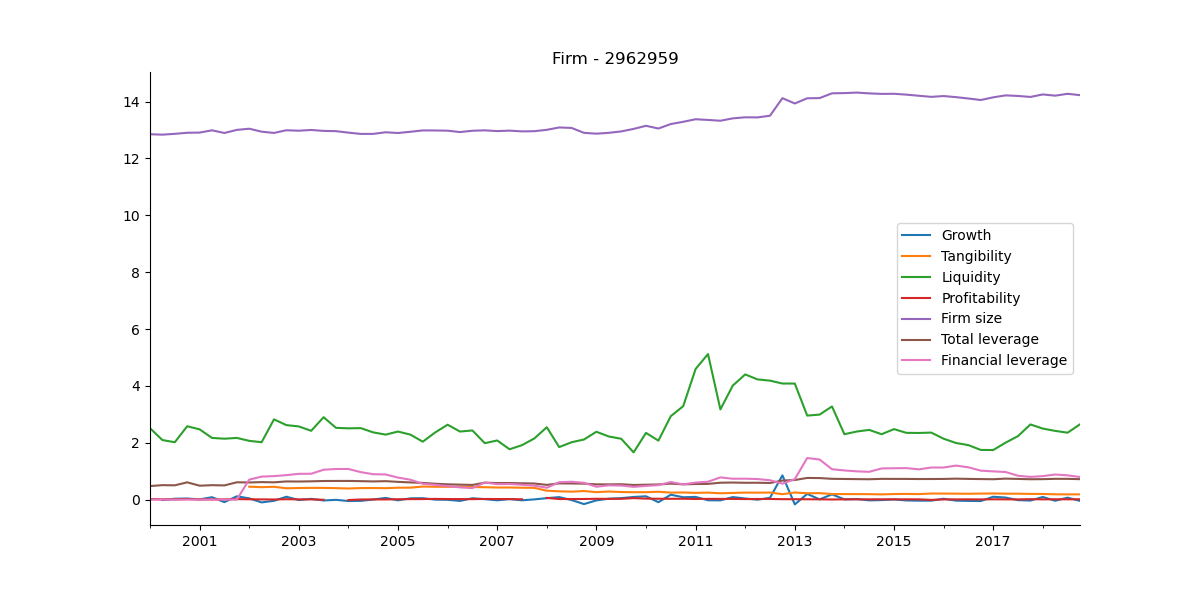 Firm - 2962959
14
12
10
8
6
4
2
0
Growth
Tangibility
Liquidity
Profitability
Firm size
Total leverage
Financial leverage
2001 2003 2005 2007 2009 2011 2013 2015 2017